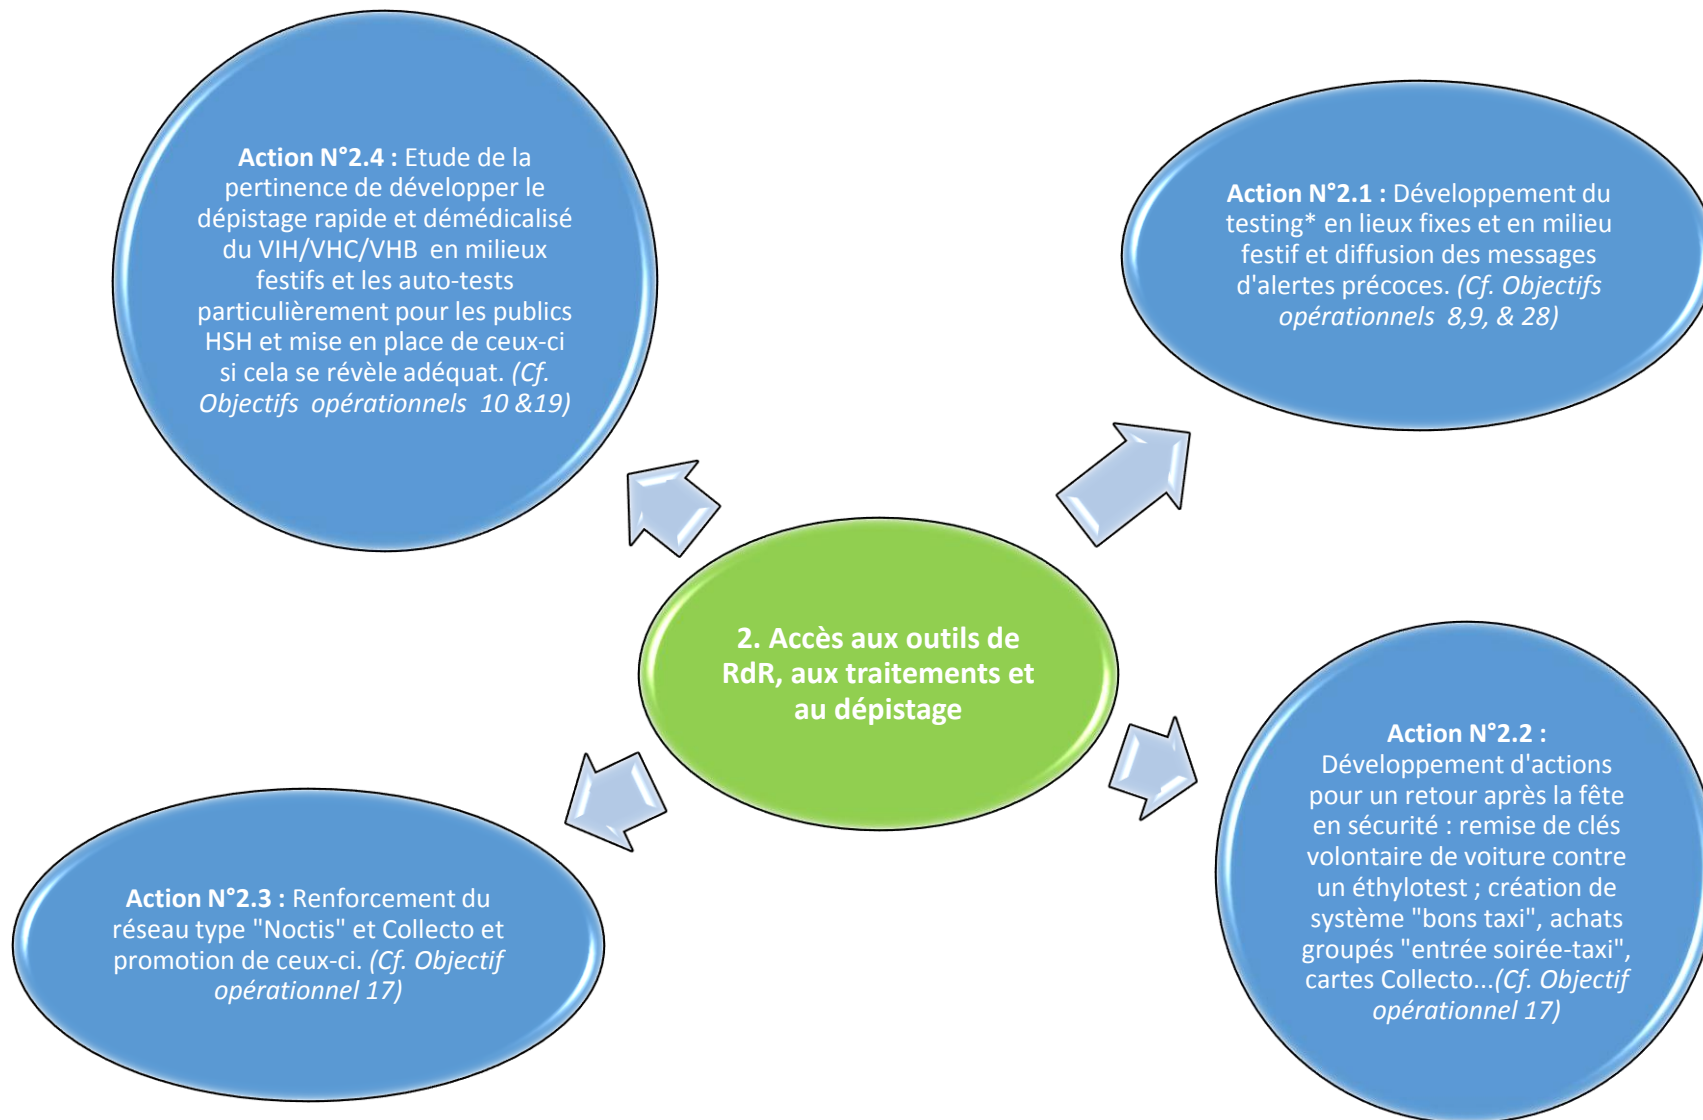 Action N°2.4 : Etude de la
pertinence de développer le
dépistage rapide et démédicalisé
du VIH/VHC/VHB  en milieux
festifs et les auto-tests
particulièrement pour les publics
HSH et mise en place de ceux-ci
si cela se révèle adéquat. (Cf.
Objectifs  opérationnels  10 &19)
Action N°2.1 : Développement du
testing* en lieux fixes et en milieu
festif et diffusion des messages
d'alertes précoces. (Cf. Objectifs
opérationnels  8,9, & 28)
2. Accès aux outils de
RdR, aux traitements et
au dépistage
Action N°2.3 : Renforcement du
réseau type "Noctis" et Collecto et
promotion de ceux-ci. (Cf. Objectif
opérationnel 17)
Action N°2.2 :
Développement d'actions
pour un retour après la fête
en sécurité : remise de clés
volontaire de voiture contre
un éthylotest ; création de
système "bons taxi", achats
groupés "entrée soirée-taxi",
cartes Collecto...(Cf. Objectif
opérationnel 17)